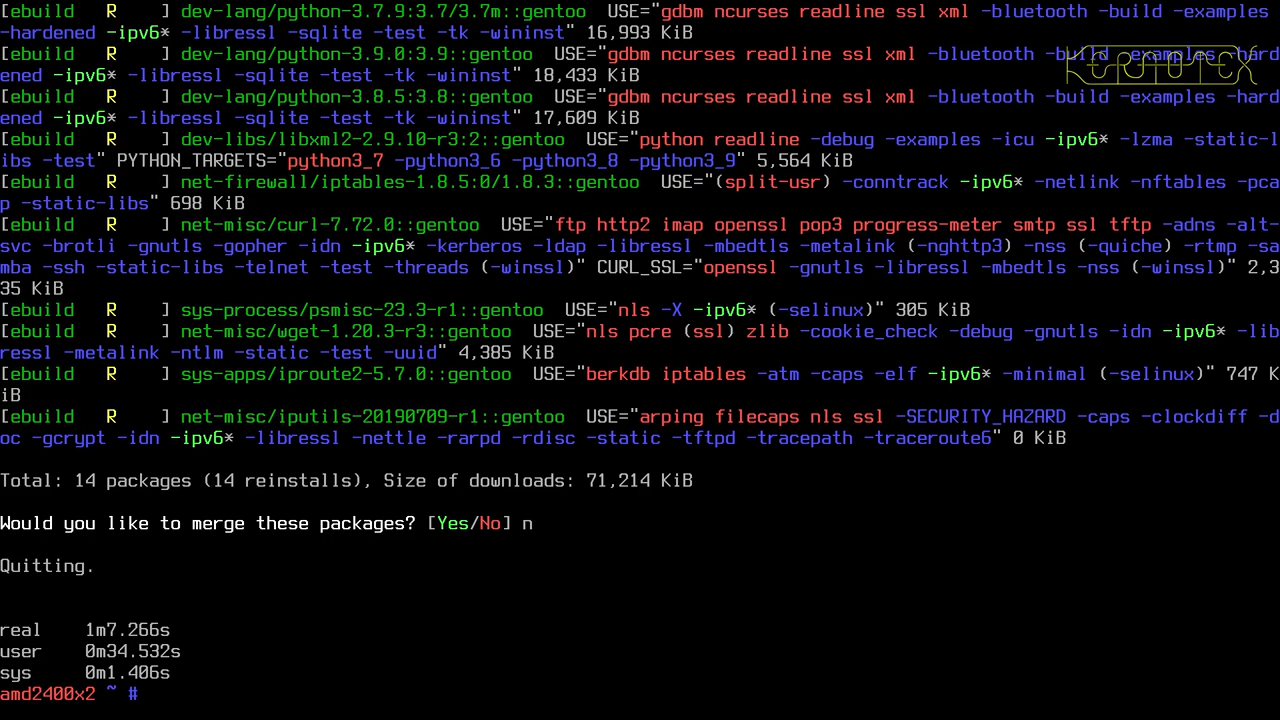 [ebuild   R    ] dev-lang/python-3.7.9:3.7/3.7m::gentoo  USE="gdbm ncurses readline ssl xml -bluetooth -build -examples
-hardened -ipv6* -libressl -sqlite -test -tk -wininst" 16,993 KiB
[ebuild   R    ] dev-lang/python-3.9.0:3.9::gentoo  USE="gdbm ncurses readline ssl xml -bluetooth -build -examples -hard
ened -ipv6* -libressl -sqlite -test -tk -wininst" 18,433 KiB
[ebuild   R    ] dev-lang/python-3.8.5:3.8::gentoo  USE="gdbm ncurses readline ssl xml -bluetooth -build -examples -hard
ened -ipv6* -libressl -sqlite -test -tk -wininst" 17,609 KiB
[ebuild   R    ] dev-libs/libxml2-2.9.10-r3:2::gentoo  USE="python readline -debug -examples -icu -ipv6* -lzma -static-l
ibs -test" PYTHON_TARGETS="python3_7 -python3_6 -python3_8 -python3_9" 5,564 KiB
[ebuild   R    ] net-firewall/iptables-1.8.5:0/1.8.3::gentoo  USE="(split-usr) -conntrack -ipv6* -netlink -nftables -pca
p -static-libs" 698 KiB
[ebuild   R    ] net-misc/curl-7.72.0::gentoo  USE="ftp http2 imap openssl pop3 progress-meter smtp ssl tftp -adns -alt-
svc -brotli -gnutls -gopher -idn -ipv6* -kerberos -ldap -libressl -mbedtls -metalink (-nghttp3) -nss (-quiche) -rtmp -sa
mba -ssh -static-libs -telnet -test -threads (-winssl)" CURL_SSL="openssl -gnutls -libressl -mbedtls -nss (-winssl)" 2,3
35 KiB
[ebuild   R    ] sys-process/psmisc-23.3-r1::gentoo  USE="nls -X -ipv6* (-selinux)" 305 KiB
[ebuild   R    ] net-misc/wget-1.20.3-r3::gentoo  USE="nls pcre (ssl) zlib -cookie_check -debug -gnutls -idn -ipv6* -lib
ressl -metalink -ntlm -static -test -uuid" 4,385 KiB
[ebuild   R    ] sys-apps/iproute2-5.7.0::gentoo  USE="berkdb iptables -atm -caps -elf -ipv6* -minimal (-selinux)" 747 K
iB
[ebuild   R    ] net-misc/iputils-20190709-r1::gentoo  USE="arping filecaps nls ssl -SECURITY_HAZARD -caps -clockdiff -d
oc -gcrypt -idn -ipv6* -libressl -nettle -rarpd -rdisc -static -tftpd -tracepath -traceroute6" 0 KiB
Total: 14 packages (14 reinstalls), Size of downloads: 71,214 KiB
Would you like to merge these packages? [Yes/No] n
Quitting.
real    1m7.266s
user    0m34.532s
sys     0m1.406s
amd2400x2 ~ #